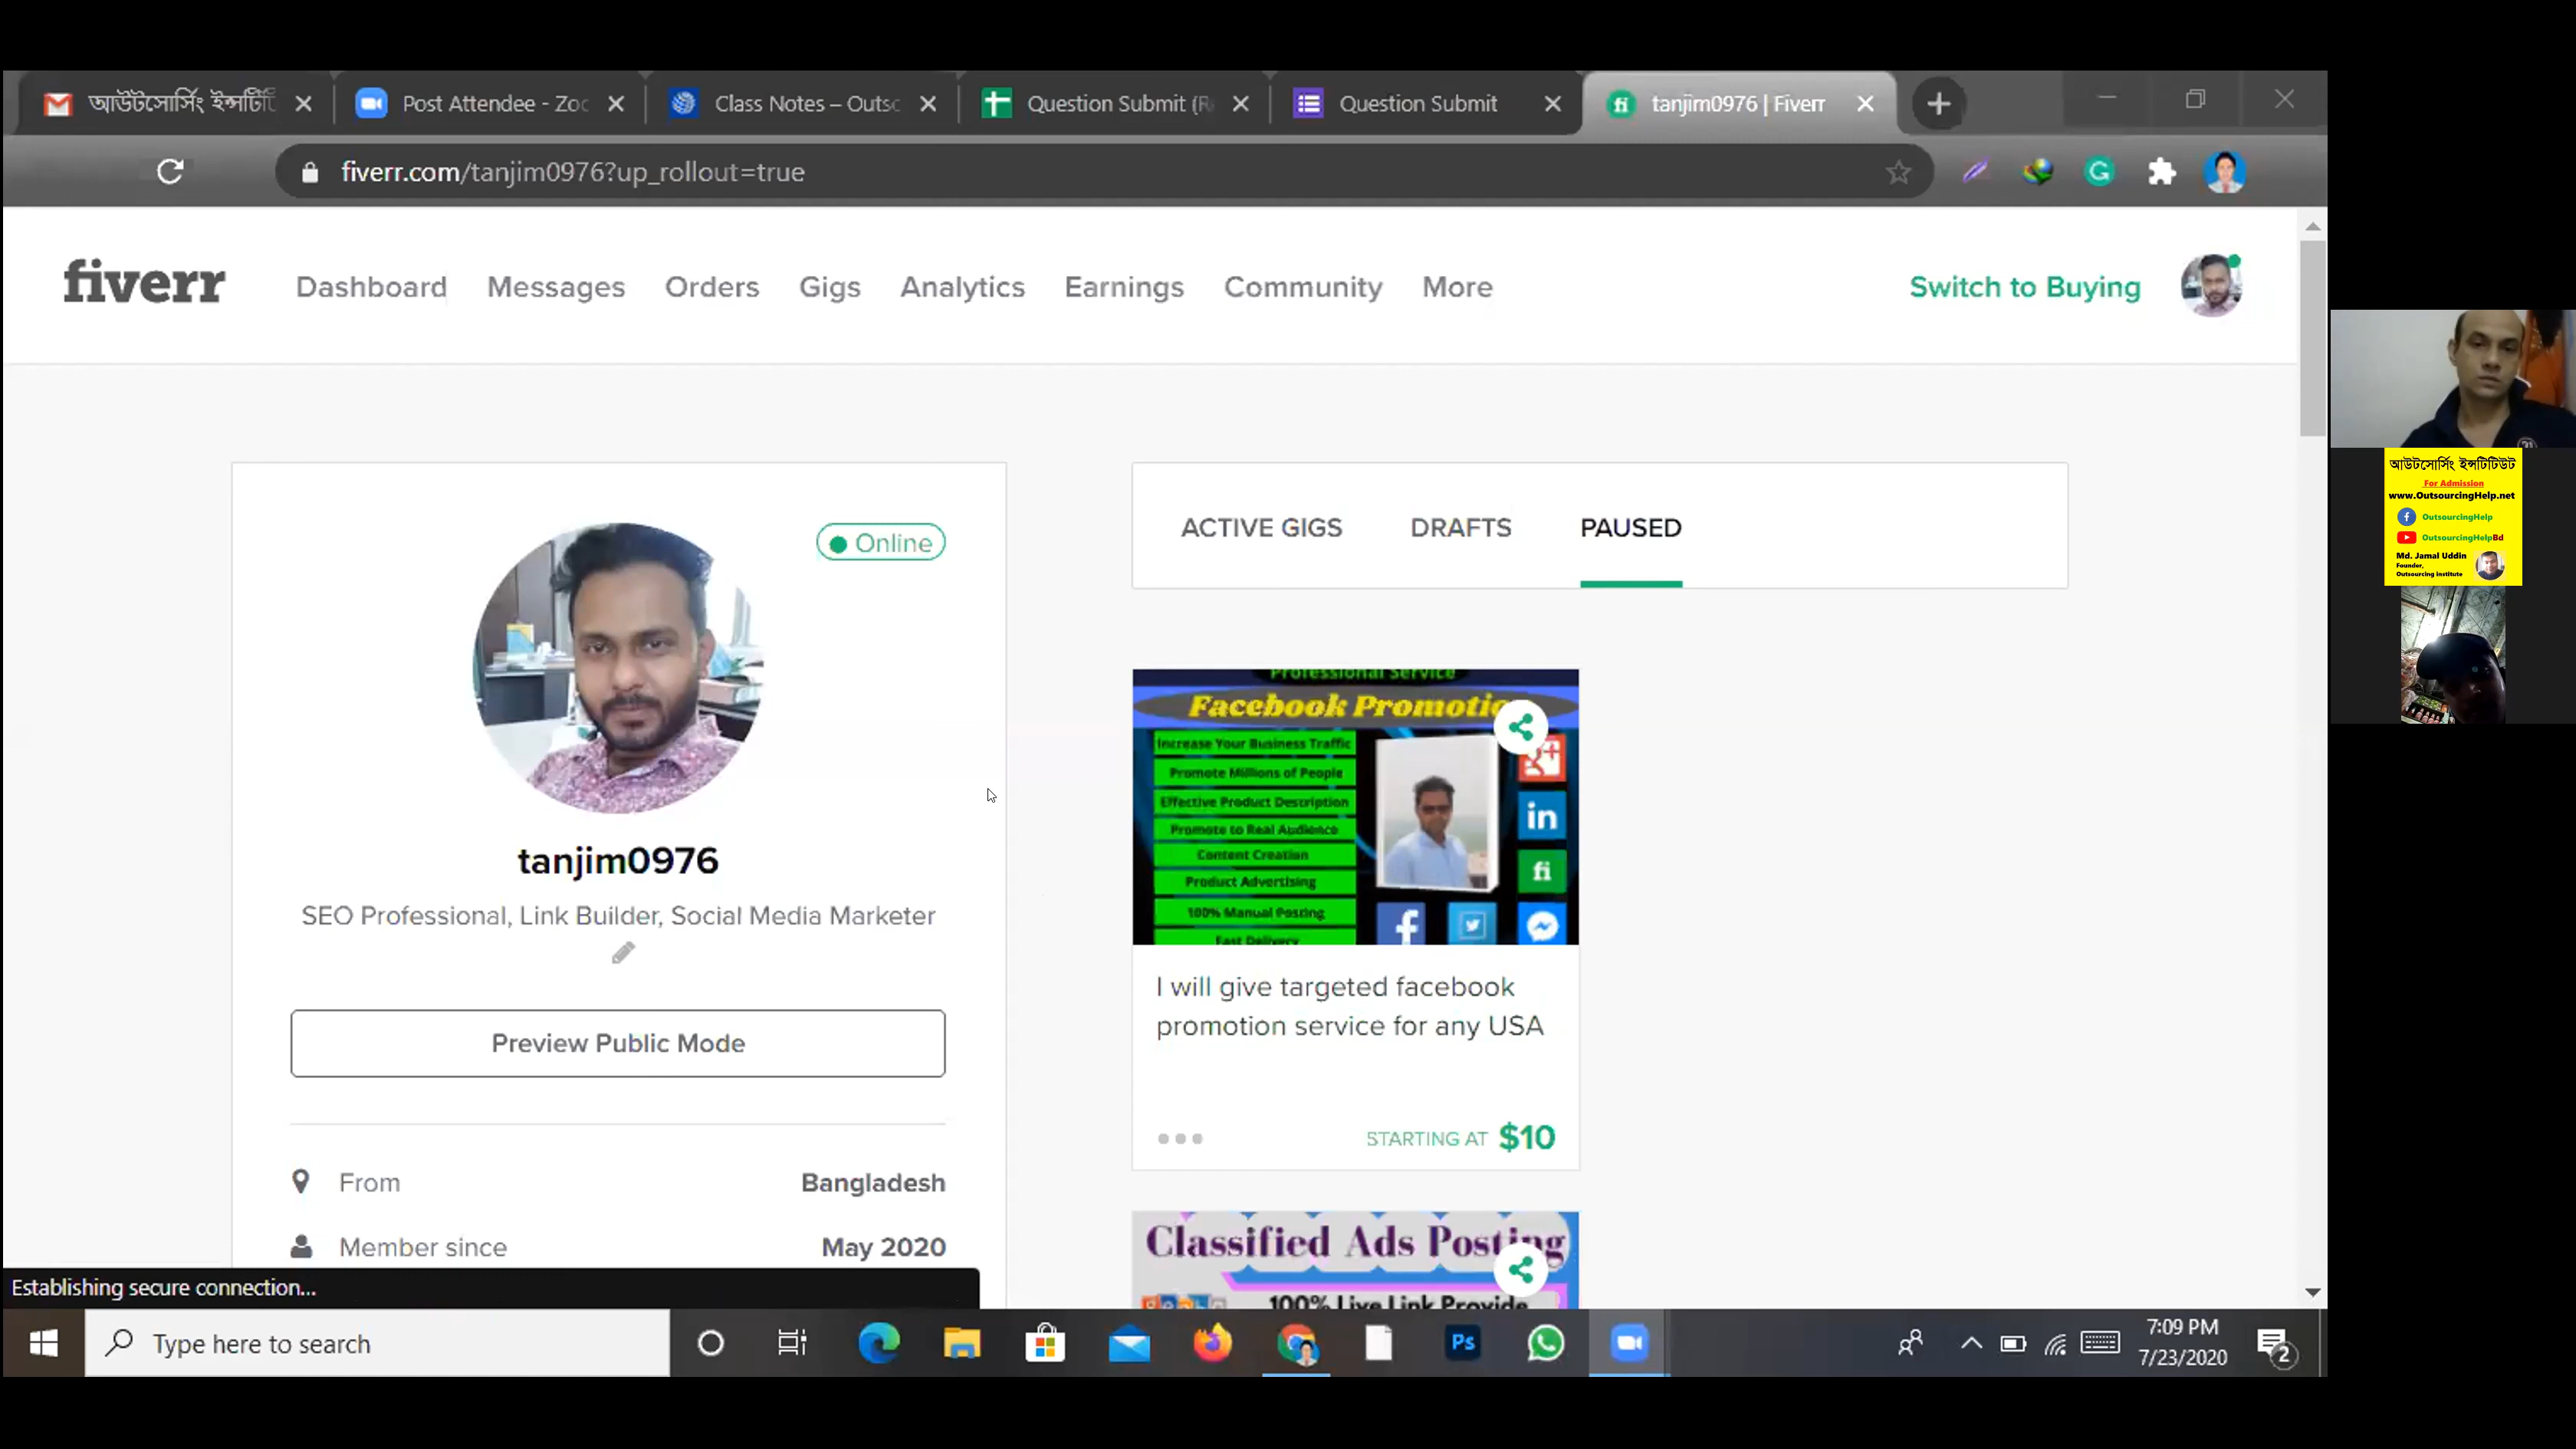 আউটসোর্সিং ইন্সটিটি
Post Attendee - Zoo
Class Notes – Outsc
Question Submit (R
Question Submit
tanjim0976 | Fiverr
fiverr.com/tanjim0976?up_rollout=true
fiverr
Dashboard
Messages
Orders
Gigs
Analytics
Earnings
Community
More
Switch to Buying
Online
tanjim0976
SEO Professional, Link Builder, Social Media Marketer
Preview Public Mode
From
Bangladesh
Member since
May 2020
ACTIVE GIGS
DRAFTS
PAUSED
Professional Service
Facebook Promotio
Increase Your Business Traffic
Promote Millions of People
Effective Product Description
Promote to Real Audience
Content Creation
Product Advertising
100% Manual Posting
Fast Delivery
I will give targeted facebook
promotion service for any USA
STARTING AT $10
Classified Ads Posting
100% Live Link Provide
আউটসোর্সিং ইন্সটিটিউট
For Admission
www.OutsourcingHelp.net
OutsourcingHelp
OutsourcingHelpBd
Md. Jamal Uddin
Founder,
Outsourcing institute
Establishing secure connection...
Type here to search
7:09 PM
7/23/2020
2